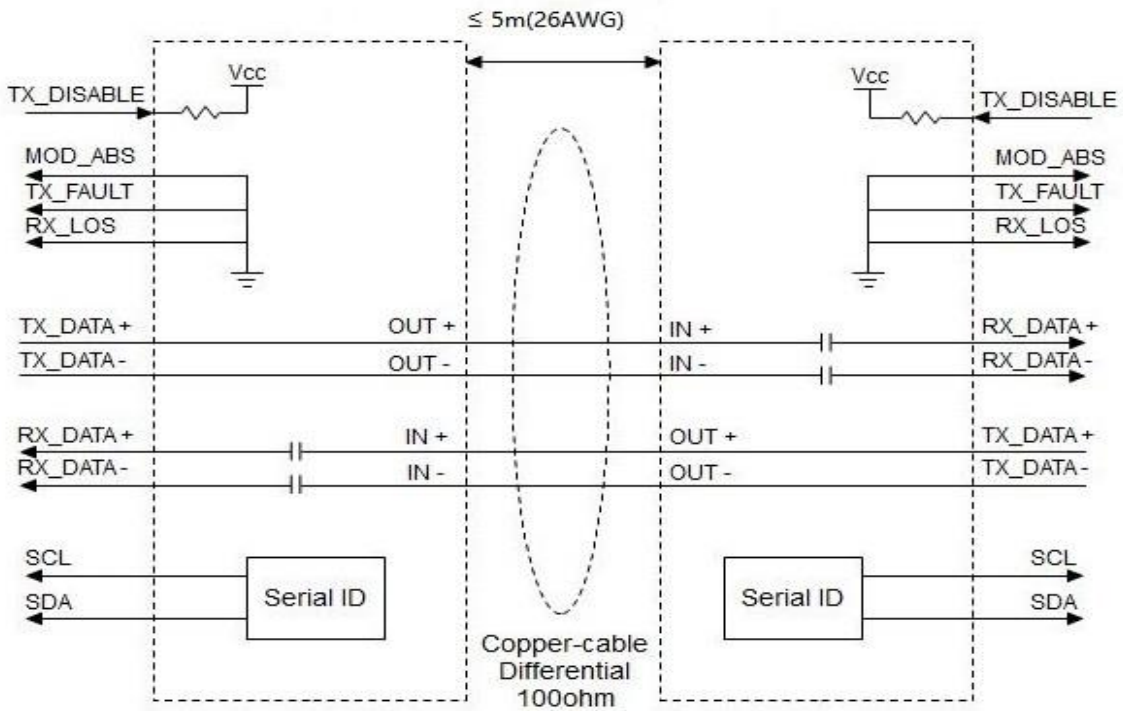 ≤ 5m(26AWG)
Vcc
Vcc
TX_DISABLE
TX_DISABLE
MOD_ABS
MOD_ABS
TX_FAULT
TX_FAULT
RX_LOS
RX_LOS
TX_DATA+
OUT +
IN +
RX_DATA+
TX_DATA-
OUT -
IN -
RX_DATA-
RX_DATA+
IN +
OUT +
TX_DATA+
RX_DATA-
IN -
OUT -
TX_DATA-
SCL
SCL
Serial ID
Serial ID
SDA
SDA
Copper-cable
Differential
100ohm